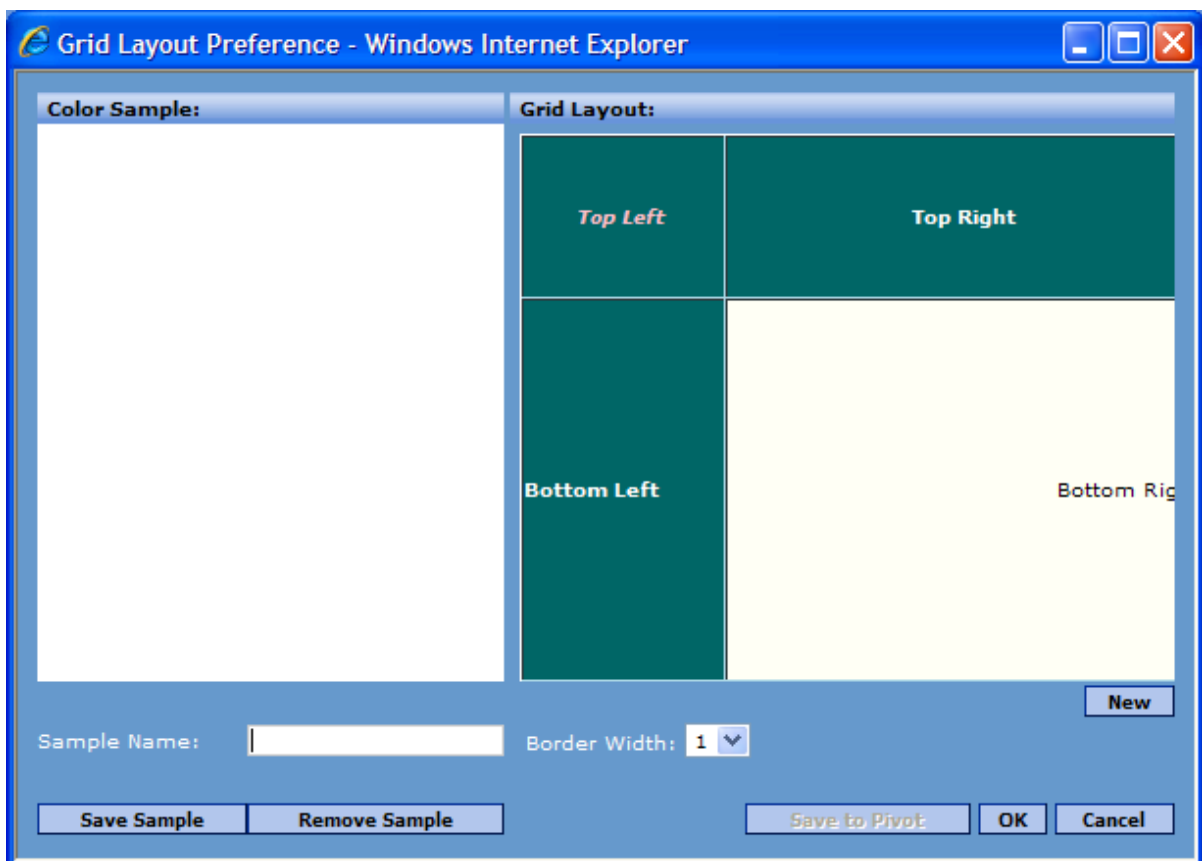 Grid Layout Preference - Windows Internet Explorer
Color Sample:
Grid Layout:
Top Left
Top Right
Bottom Left
Bottom Rig
New
Sample Name:
Border Width: 1
Save Sample
Remove Sample
Save to Pivot
OK
Cancel